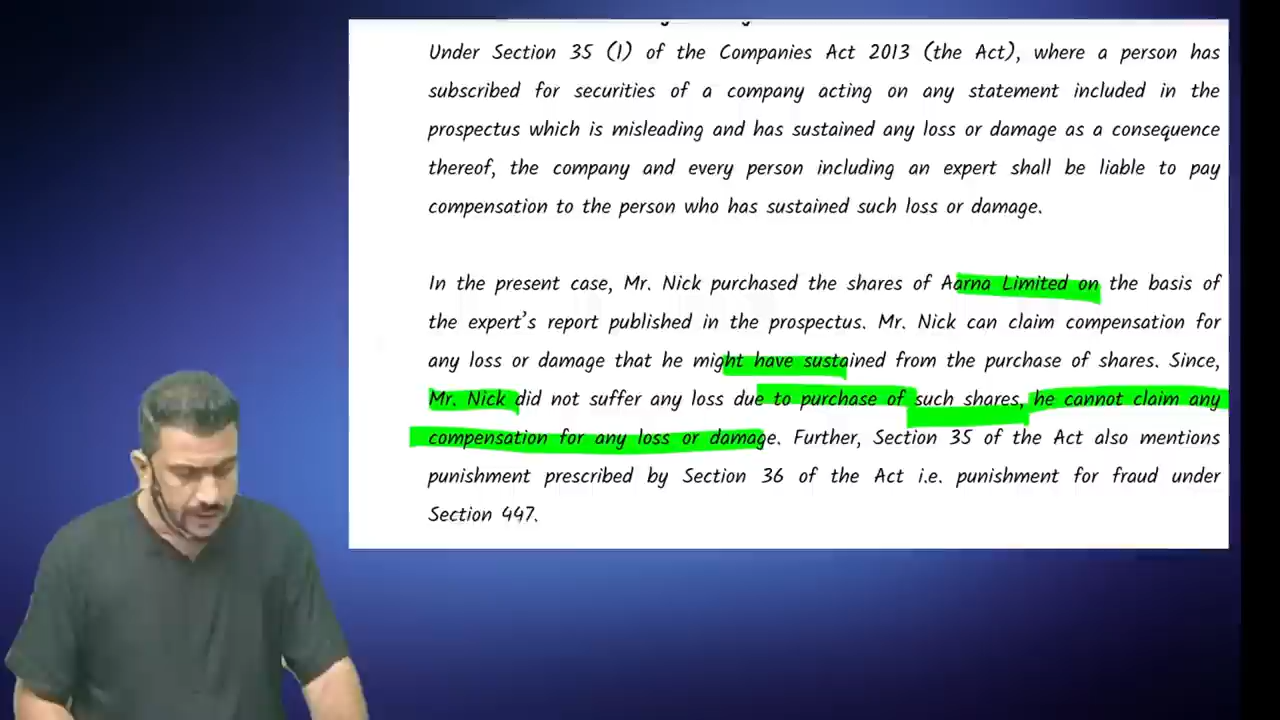 Under Section 35 (1) of the Companies Act 2013 (the Act), where a person has
subscribed for securities of a company acting on any statement included in the
prospectus which is misleading and has sustained any loss or damage as a consequence
thereof, the company and every person including an expert shall be liable to pay
compensation to the person who has sustained such loss or damage.
In the present case, Mr. Nick purchased the shares of Aarna Limited on the basis of
the expert's report published in the prospectus. Mr. Nick can claim compensation for
any loss or damage that he might have sustained from the purchase of shares. Since,
Mr. Nick did not suffer any loss due to purchase of such shares, he cannot claim any
compensation for any loss or damage. Further, Section 35 of the Act also mentions
punishment prescribed by Section 36 of the Act i.e. punishment for fraud under
Section 447.